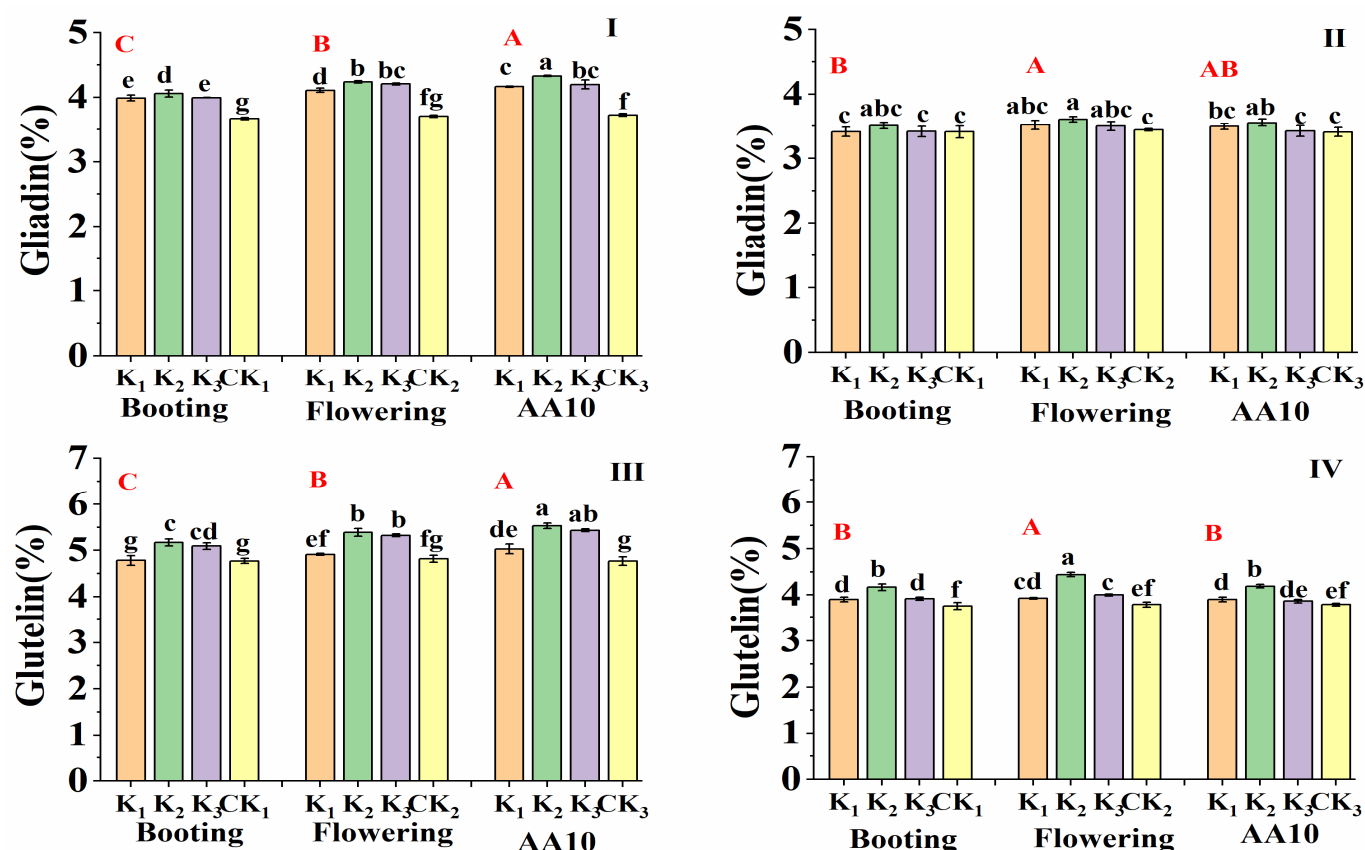 I
Gliadin(%)
5
4
3
2
1
0
C B A
e d e g d b bc fg c a bc f
K₁ K₂ K₃ CK₁ K₁ K₂ K₃ CK₂ K₁ K₂ K₃ CK₃
Booting Flowering AA10
II
Gliadin(%)
5
4
3
2
1
0
B A AB
c abc c c abc a abc c bc ab c c
K₁ K₂ K₃ CK₁ K₁ K₂ K₃ CK₂ K₁ K₂ K₃ CK₃
Booting Flowering AA10
III
Glutelin(%)
7
6
5
4
3
2
1
0
C B A
g c cd g ef b b fg de a ab g
K₁ K₂ K₃ CK₁ K₁ K₂ K₃ CK₂ K₁ K₂ K₃ CK₃
Booting Flowering AA10
IV
Glutelin(%)
7
6
5
4
3
2
1
0
B A B
d b d f cd a c ef d b de ef
K₁ K₂ K₃ CK₁ K₁ K₂ K₃ CK₂ K₁ K₂ K₃ CK₃
Booting Flowering AA10